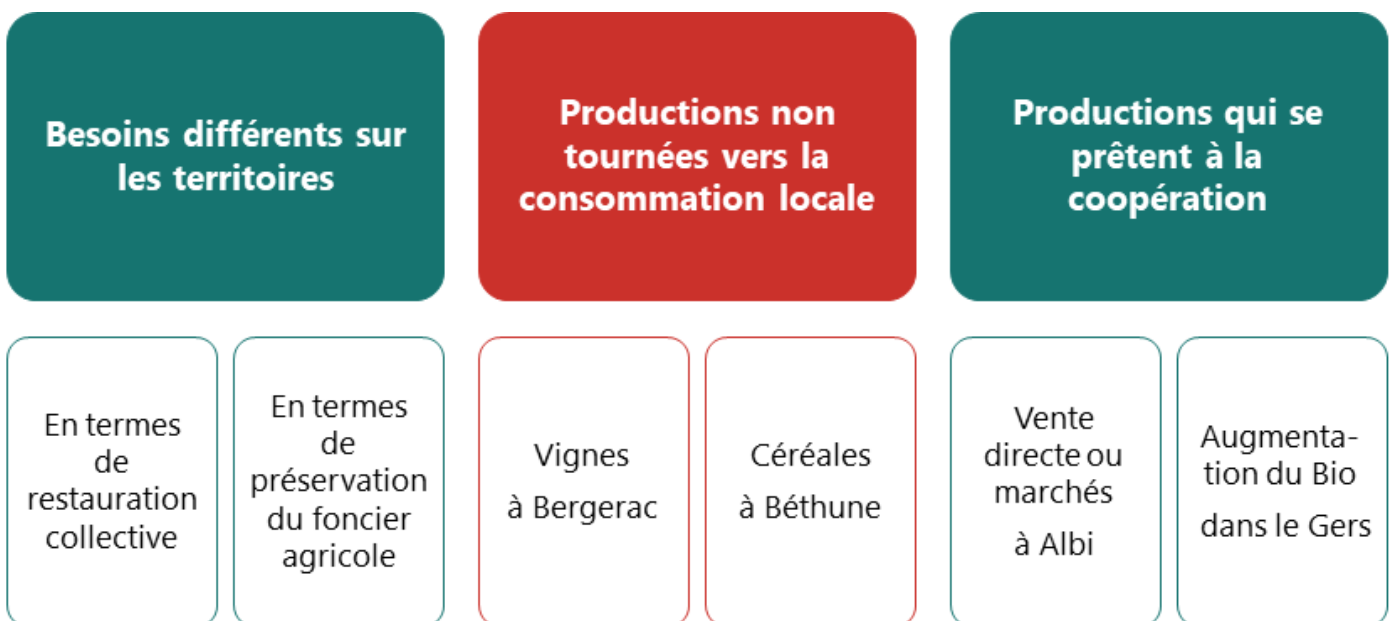 Besoins différents sur
les territoires
Productions non
tournées vers la
consommation locale
Productions qui se
prêtent à la
coopération
En termes
de
restauration
collective
En termes
de
préservation
du foncier
agricole
Vignes
à Bergerac
Céréales
à Béthune
Vente
directe ou
marchés
à Albi
Augmenta-
tion du Bio
dans le Gers